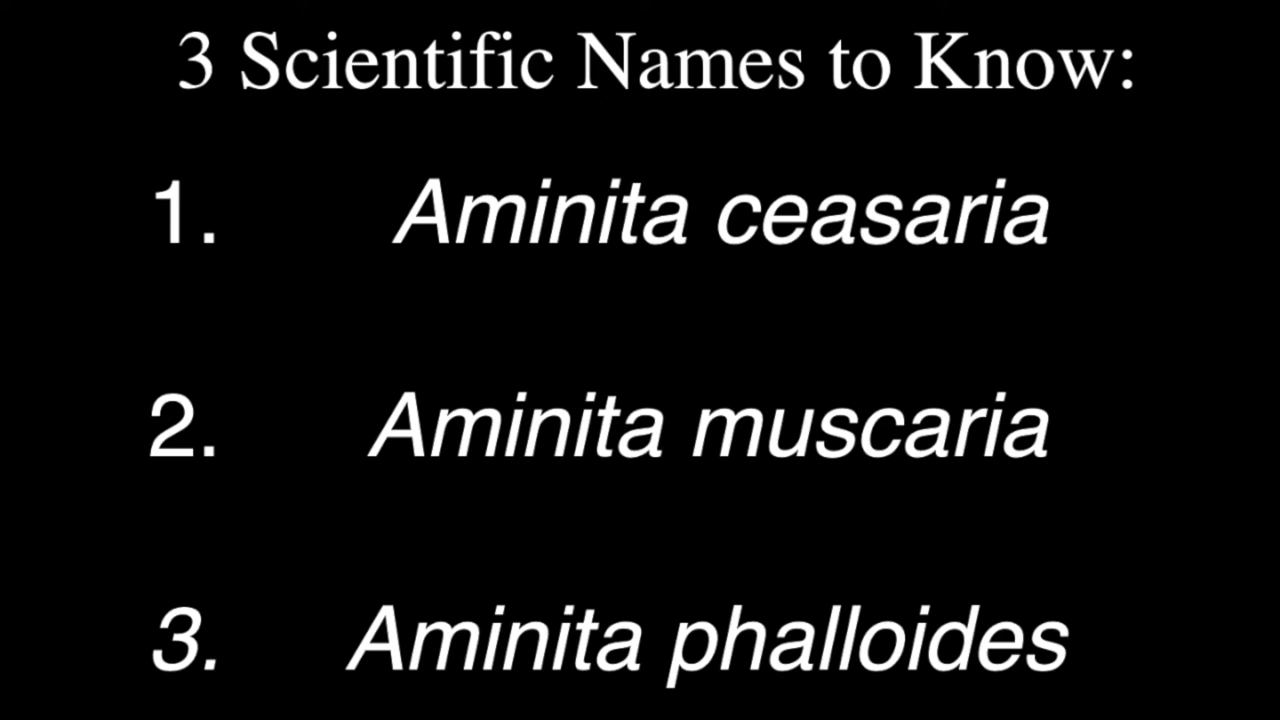 3 Scientific Names to Know:
1. Aminita ceasaria
2. Aminita muscaria
3. Aminita phalloides